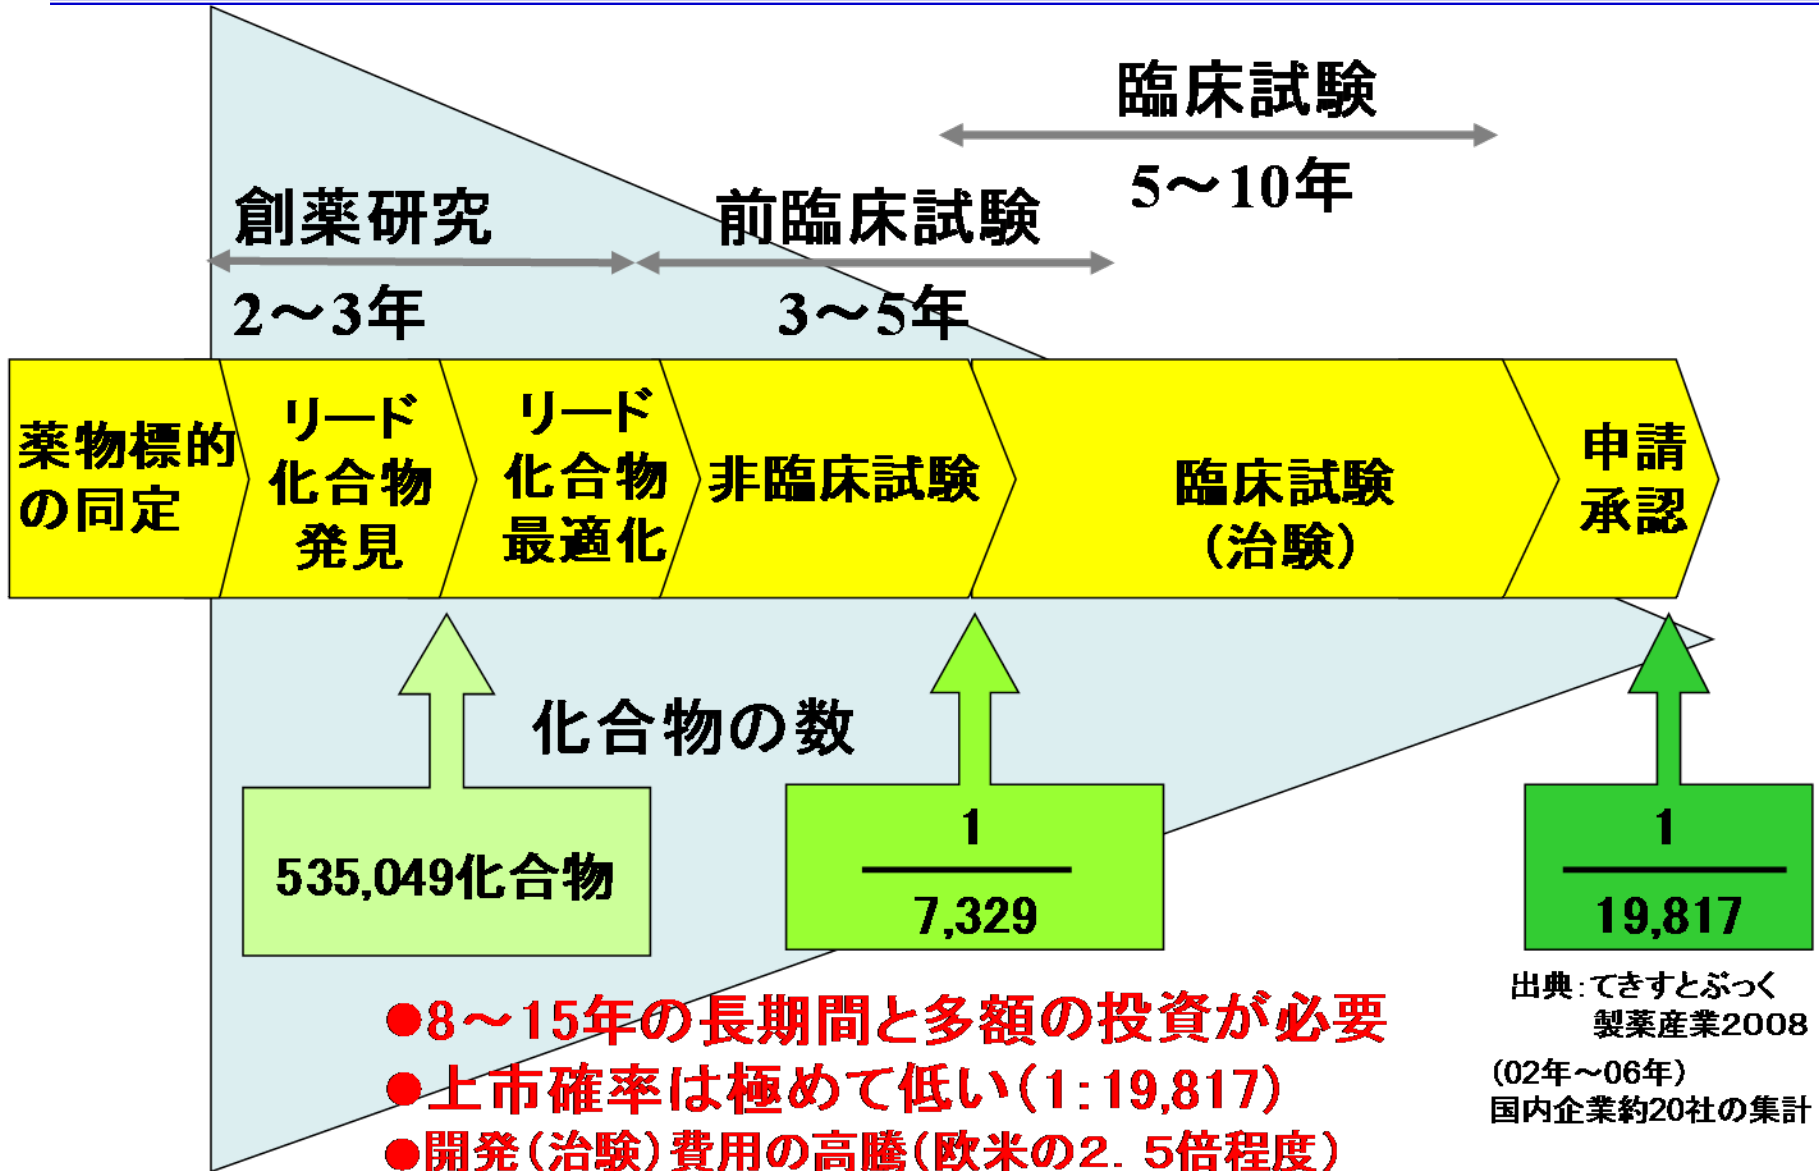 臨床試験
5～10年
創薬研究
2～3年
前臨床試験
3～5年
薬物標的
の同定
リード
化合物
発見
リード
化合物
最適化
非臨床試験
臨床試験
（治験）
申請
承認
化合物の数
535,049化合物
1
7,329
1
19,817
●8～15年の長期間と多額の投資が必要
●上市確率は極めて低い（1:19,817）
●開発（治験）費用の高騰（欧米の2.5倍程度）
出典：てきすとぶっく
製薬産業2008
(02年～06年)
国内企業約20社の集計